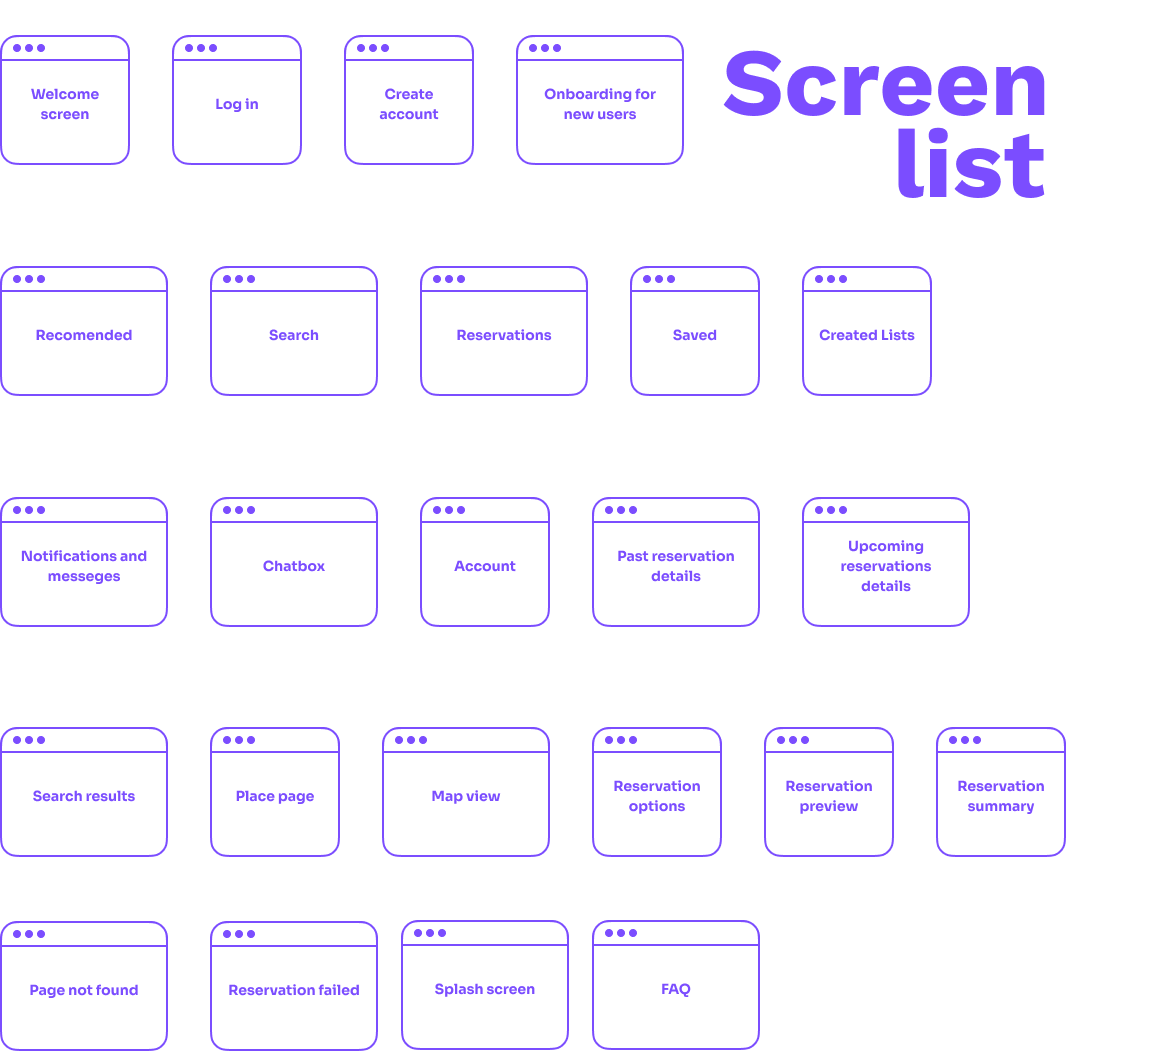 Screen
list
Welcome
screen
Log in
Create
account
Onboarding for
new users
Recomended
Search
Reservations
Saved
Created Lists
Notifications and
messeges
Chatbox
Account
Past reservation
details
Upcoming
reservations
details
Search results
Place page
Map view
Reservation
options
Reservation
preview
Reservation
summary
Page not found
Reservation failed
Splash screen
FAQ